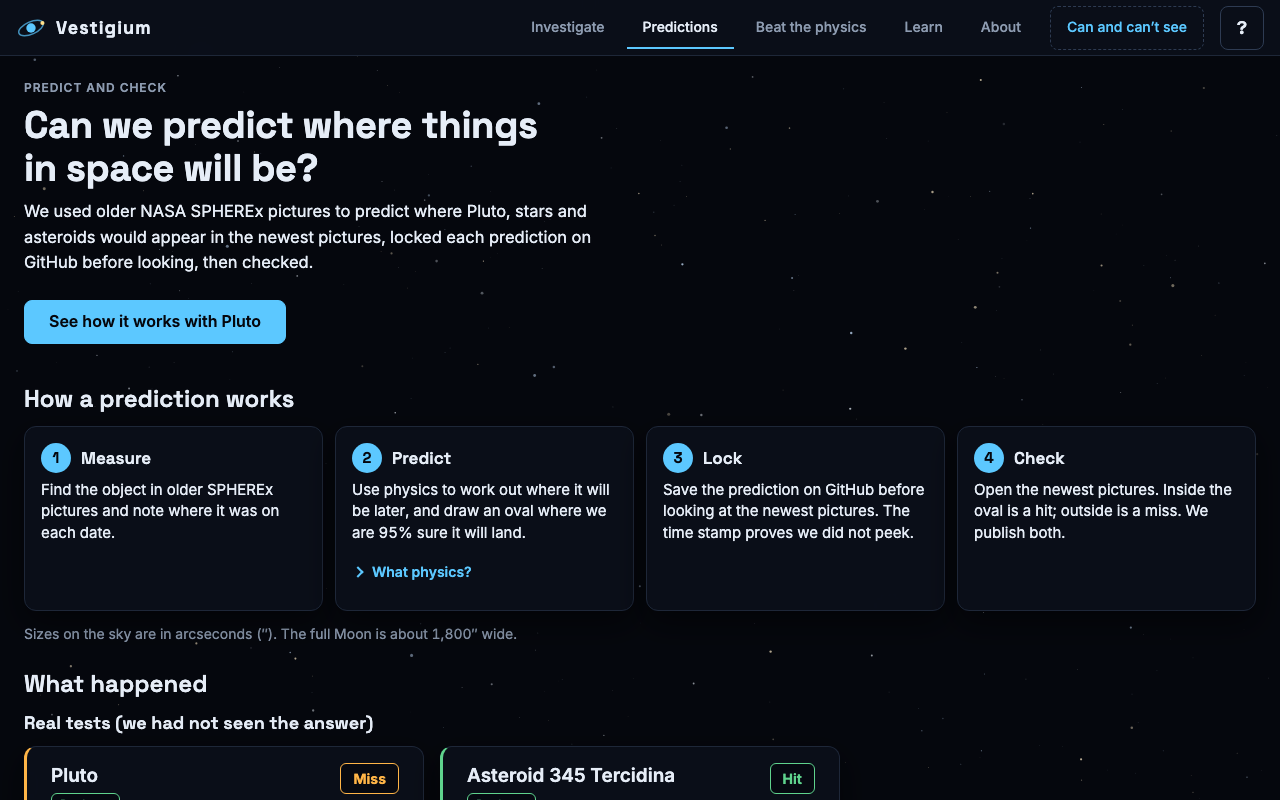 Vestigium
Investigate
Predictions
Beat the physics
Learn
About
Can and can't see
?
PREDICT AND CHECK
Can we predict where things
in space will be?
We used older NASA SPHEREx pictures to predict where Pluto, stars and
asteroids would appear in the newest pictures, locked each prediction on
GitHub before looking, then checked.
See how it works with Pluto
How a prediction works
1 Measure
Find the object in older SPHEREx
pictures and note where it was on
each date.
2 Predict
Use physics to work out where it will
be later, and draw an oval where we
are 95% sure it will land.
What physics?
3 Lock
Save the prediction on GitHub before
looking at the newest pictures. The
time stamp proves we did not peek.
4 Check
Open the newest pictures. Inside the
oval is a hit; outside is a miss. We
publish both.
Sizes on the sky are in arcseconds (″). The full Moon is about 1,800″ wide.
What happened
Real tests (we had not seen the answer)
Pluto
Miss
Asteroid 345 Tercidina
Hit